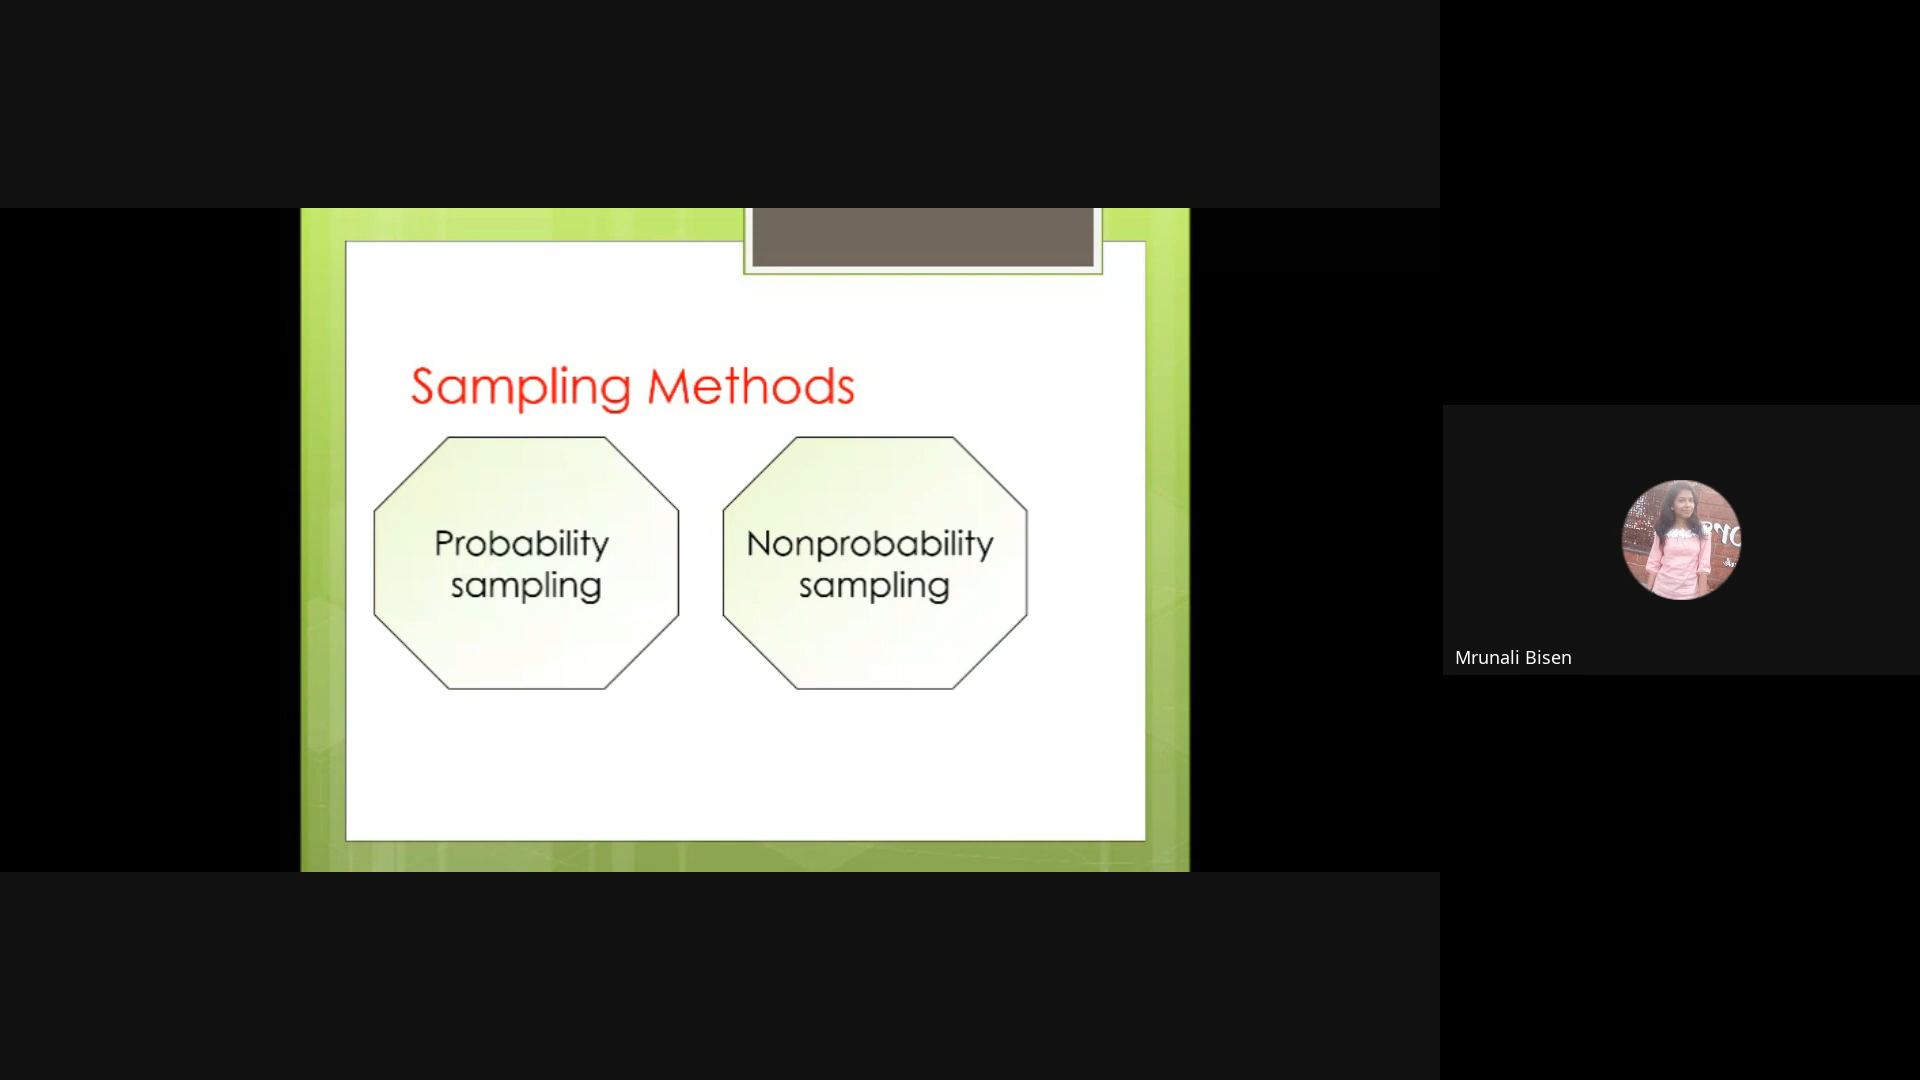 Sampling Methods
Probability
sampling
Nonprobability
sampling
Mrunali Bisen